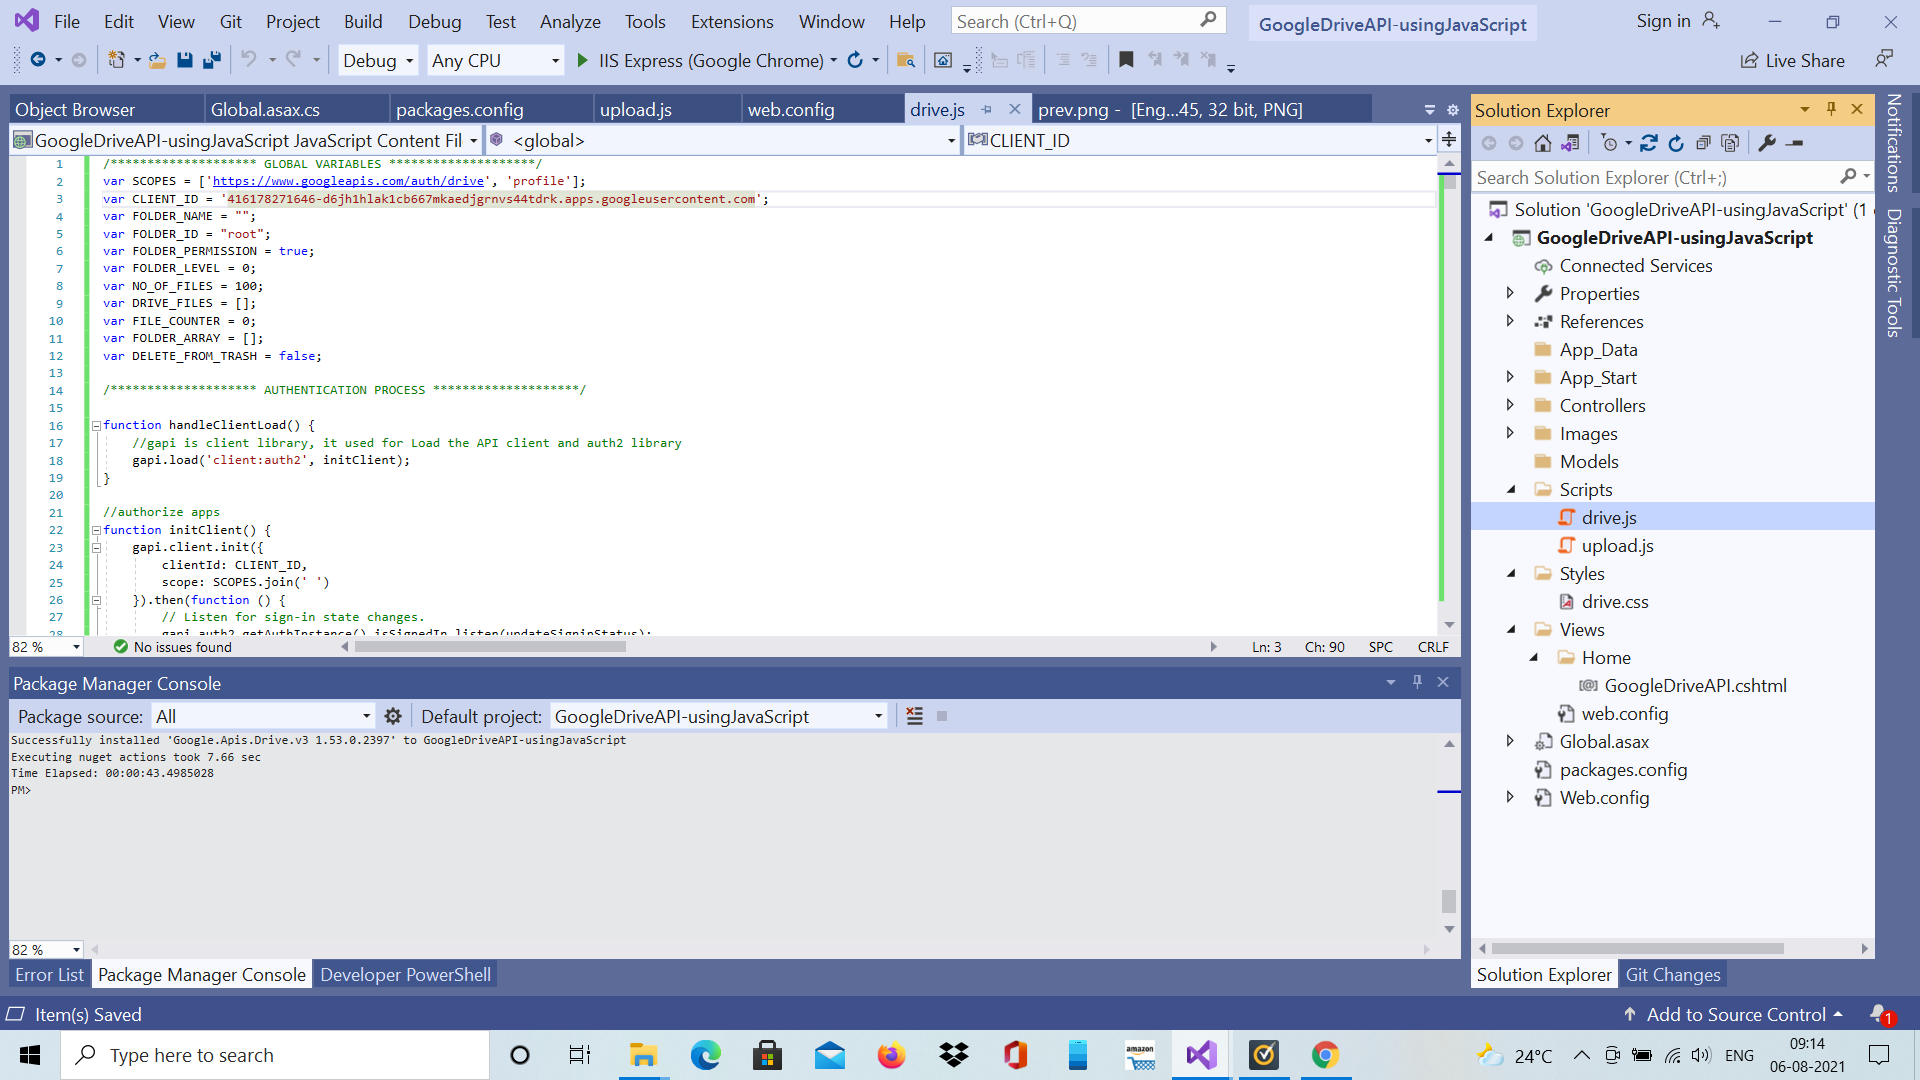 File Edit View Git Project Build Debug Test Analyze Tools Extensions Window Help Search (Ctrl+Q) GoogleDriveAPI-usingJavaScript Sign in
Debug Any CPU IIS Express (Google Chrome) Live Share
Object Browser Global.asax.cs packages.config upload.js web.config drive.js prev.png - [Eng...45, 32 bit, PNG]
GoogleDriveAPI-usingJavaScript JavaScript Content Fil <global> CLIENT_ID
1 /******************** GLOBAL VARIABLES ********************/
2 var SCOPES = ['https://www.googleapis.com/auth/drive', 'profile'];
3 var CLIENT_ID = '416178271646-d6jh1hlak1cb667mkaedjgrnvs44tdrk.apps.googleusercontent.com';
4 var FOLDER_NAME = "";
5 var FOLDER_ID = "root";
6 var FOLDER_PERMISSION = true;
7 var FOLDER_LEVEL = 0;
8 var NO_OF_FILES = 100;
9 var DRIVE_FILES = [];
10 var FILE_COUNTER = 0;
11 var FOLDER_ARRAY = [];
12 var DELETE_FROM_TRASH = false;
13
14 /******************** AUTHENTICATION PROCESS ********************/
15
16 function handleClientLoad() {
17 //gapi is client library, it used for Load the API client and auth2 library
18 gapi.load('client:auth2', initClient);
19 }
20
21 //authorize apps
22 function initClient() {
23 gapi.client.init({
24 clientId: CLIENT_ID,
25 scope: SCOPES.join(' ')
26 }).then(function () {
27 // Listen for sign-in state changes.
28 gapi.auth2.getAuthInstance().isSignedIn.listen(updateSigninStatus);
82 % No issues found Ln: 3 Ch: 90 SPC CRLF
Package Manager Console
Package source: All Default project: GoogleDriveAPI-usingJavaScript
Successfully installed 'Google.Apis.Drive.v3 1.53.0.2397' to GoogleDriveAPI-usingJavaScript
Executing nuget actions took 7.66 sec
Time Elapsed: 00:00:43.4985028
PM>
82 %
Error List Package Manager Console Developer PowerShell
Solution Explorer
Search Solution Explorer (Ctrl+;)
Solution 'GoogleDriveAPI-usingJavaScript' (1
GoogleDriveAPI-usingJavaScript
Connected Services
Properties
References
App_Data
App_Start
Controllers
Images
Models
Scripts
drive.js
upload.js
Styles
drive.css
Views
Home
GoogleDriveAPI.cshtml
web.config
Global.asax
packages.config
Web.config
Solution Explorer Git Changes
Notifications
Diagnostic Tools
Item(s) Saved Add to Source Control 1
Type here to search amazon 24°C ENG 09:14
06-08-2021